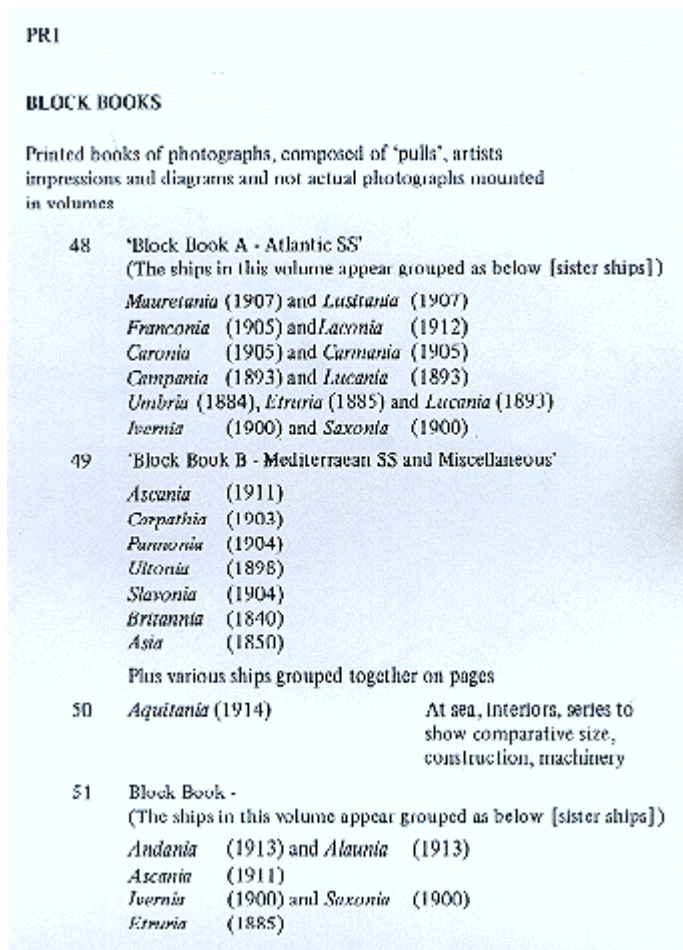 PR1
BLOCK BOOKS
Printed books of photographs, composed of ‘pulls’, artists
impressions and diagrams and not actual photographs mounted
in volumes
48 ‘Block Book A - Atlantic SS’
(The ships in this volume appear grouped as below [sister ships])
Mauretania (1907) and Lusitania (1907)
Franconia (1905) and Laconia (1912)
Caronia (1905) and Carmania (1905)
Campania (1893) and Lucania (1893)
Umbria (1884), Etruria (1885) and Lucania (1893)
Ivernia (1900) and Saxonia (1900)
49 ‘Block Book B - Mediterraean SS and Miscellaneous’
Ascania (1911)
Carpathia (1903)
Pannonia (1904)
Ultonia (1898)
Slavonia (1904)
Britannia (1840)
Asia (1850)
Plus various ships grouped together on pages
50 Aquitania (1914) At sea, interiors, series to
show comparative size,
construction, machinery
51 Block Book -
(The ships in this volume appear grouped as below [sister ships])
Andania (1913) and Alaunia (1913)
Ascania (1911)
Ivernia (1900) and Saxonia (1900)
Etruria (1885)